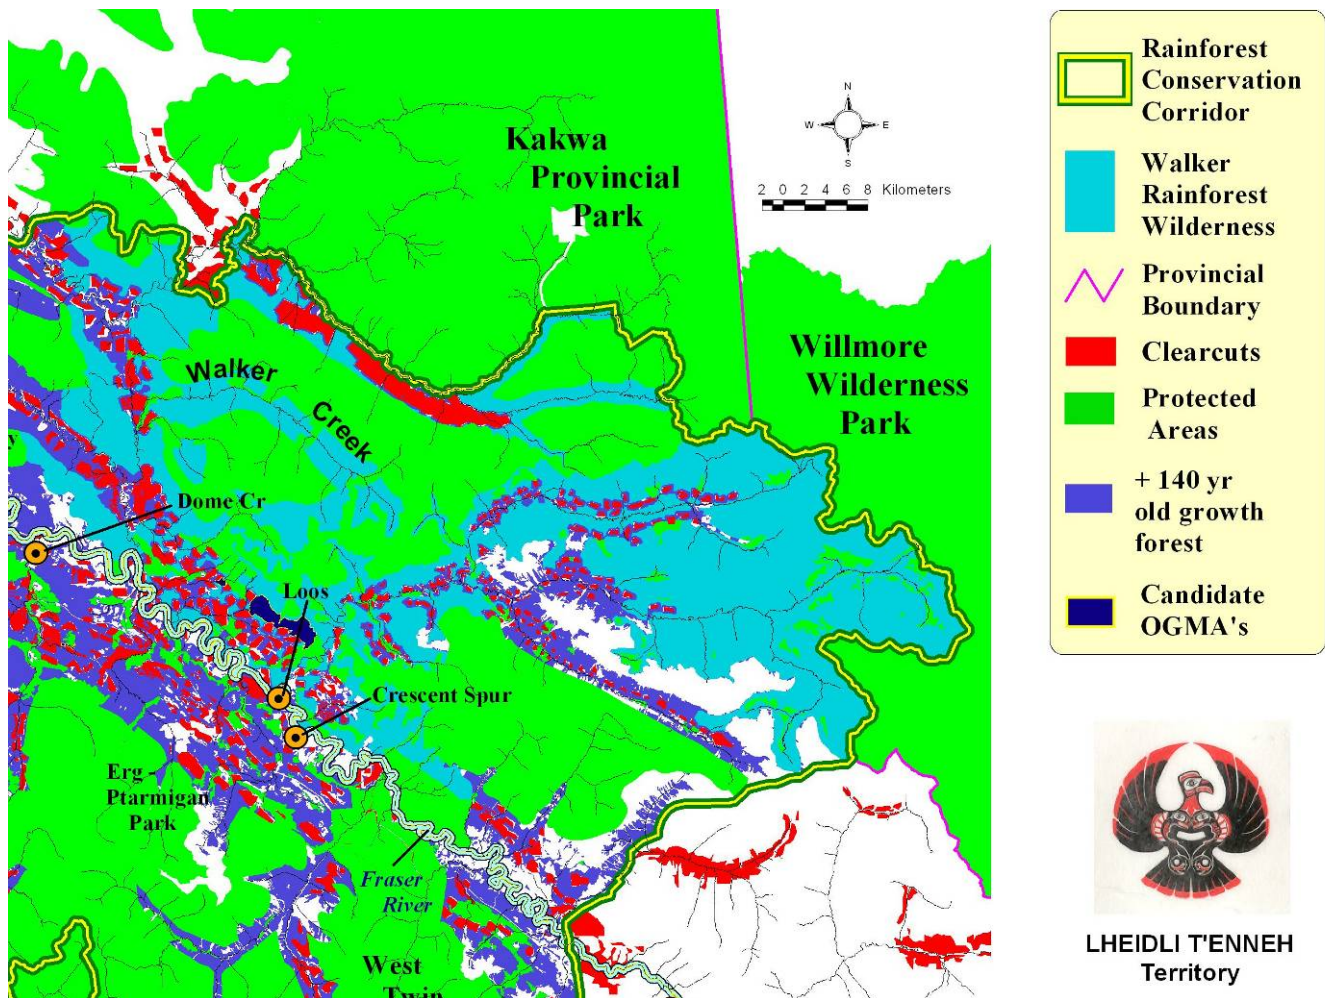 Kakwa
Provincial
Park
N
W
E
S
2 0 2 4 6 8 Kilometers
Willmore
Wilderness
Park
Walker
Creek
y
Dome Cr
Loos
Crescent Spur
Erg
Ptarmigan
Park
Fraser
River
West
Twin
Rainforest
Conservation
Corridor
Walker
Rainforest
Wilderness
Provincial
Boundary
Clearcuts
Protected
Areas
+ 140 yr
old growth
forest
Candidate
OGMA's
LHEIDLI T'ENNEH
Territory